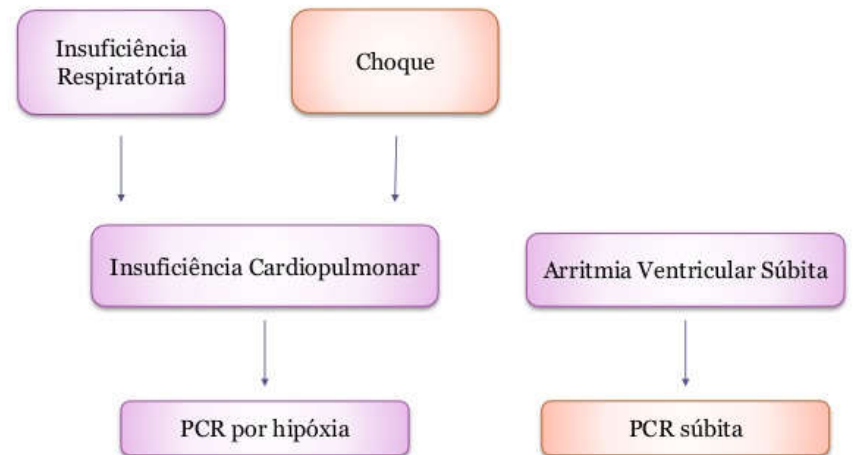 Insuficiência
Respiratória
Choque
Insuficiência Cardiopulmonar
Arritmia Ventricular Súbita
PCR por hipóxia
PCR súbita